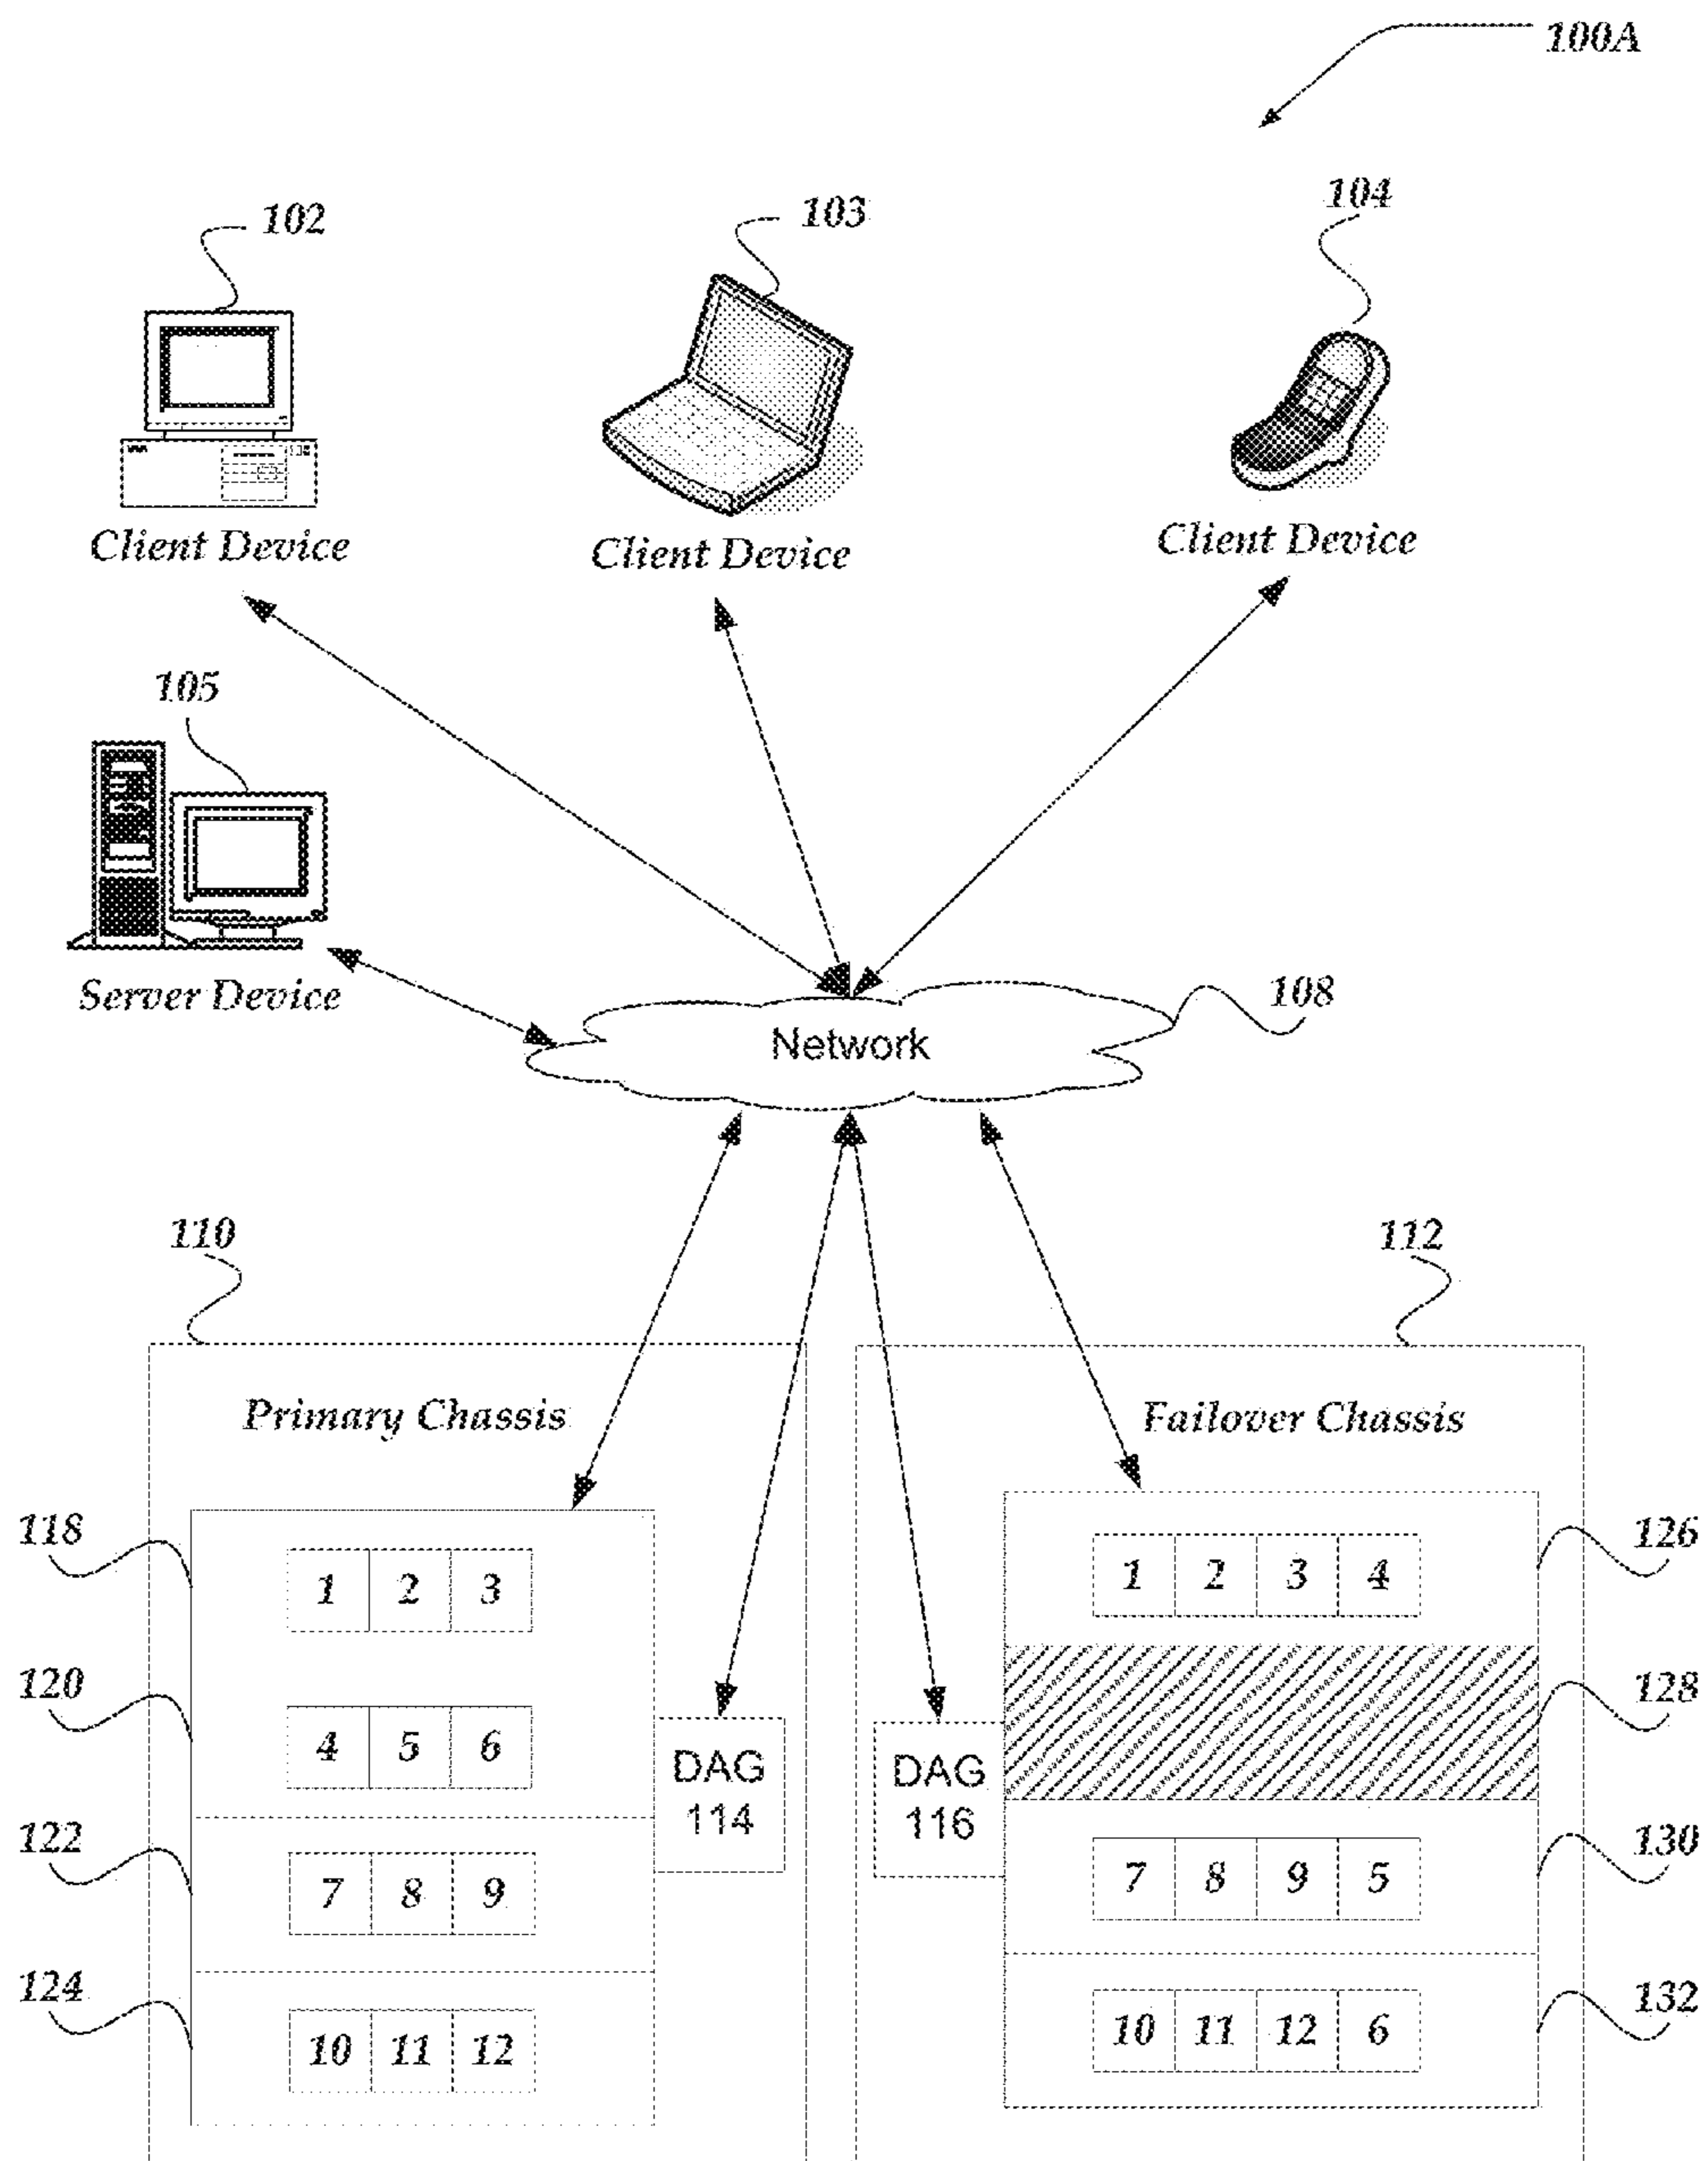 100A
102
103
104
Client Device
Client Device
Client Device
105
Server Device
Network
108
110
112
Primary Chassis
Failover Chassis
118
1 2 3
126
1 2 3 4
120
4 5 6
128
DAG
114
DAG
116
122
7 8 9
130
7 8 9 5
124
10 11 12
132
10 11 12 6